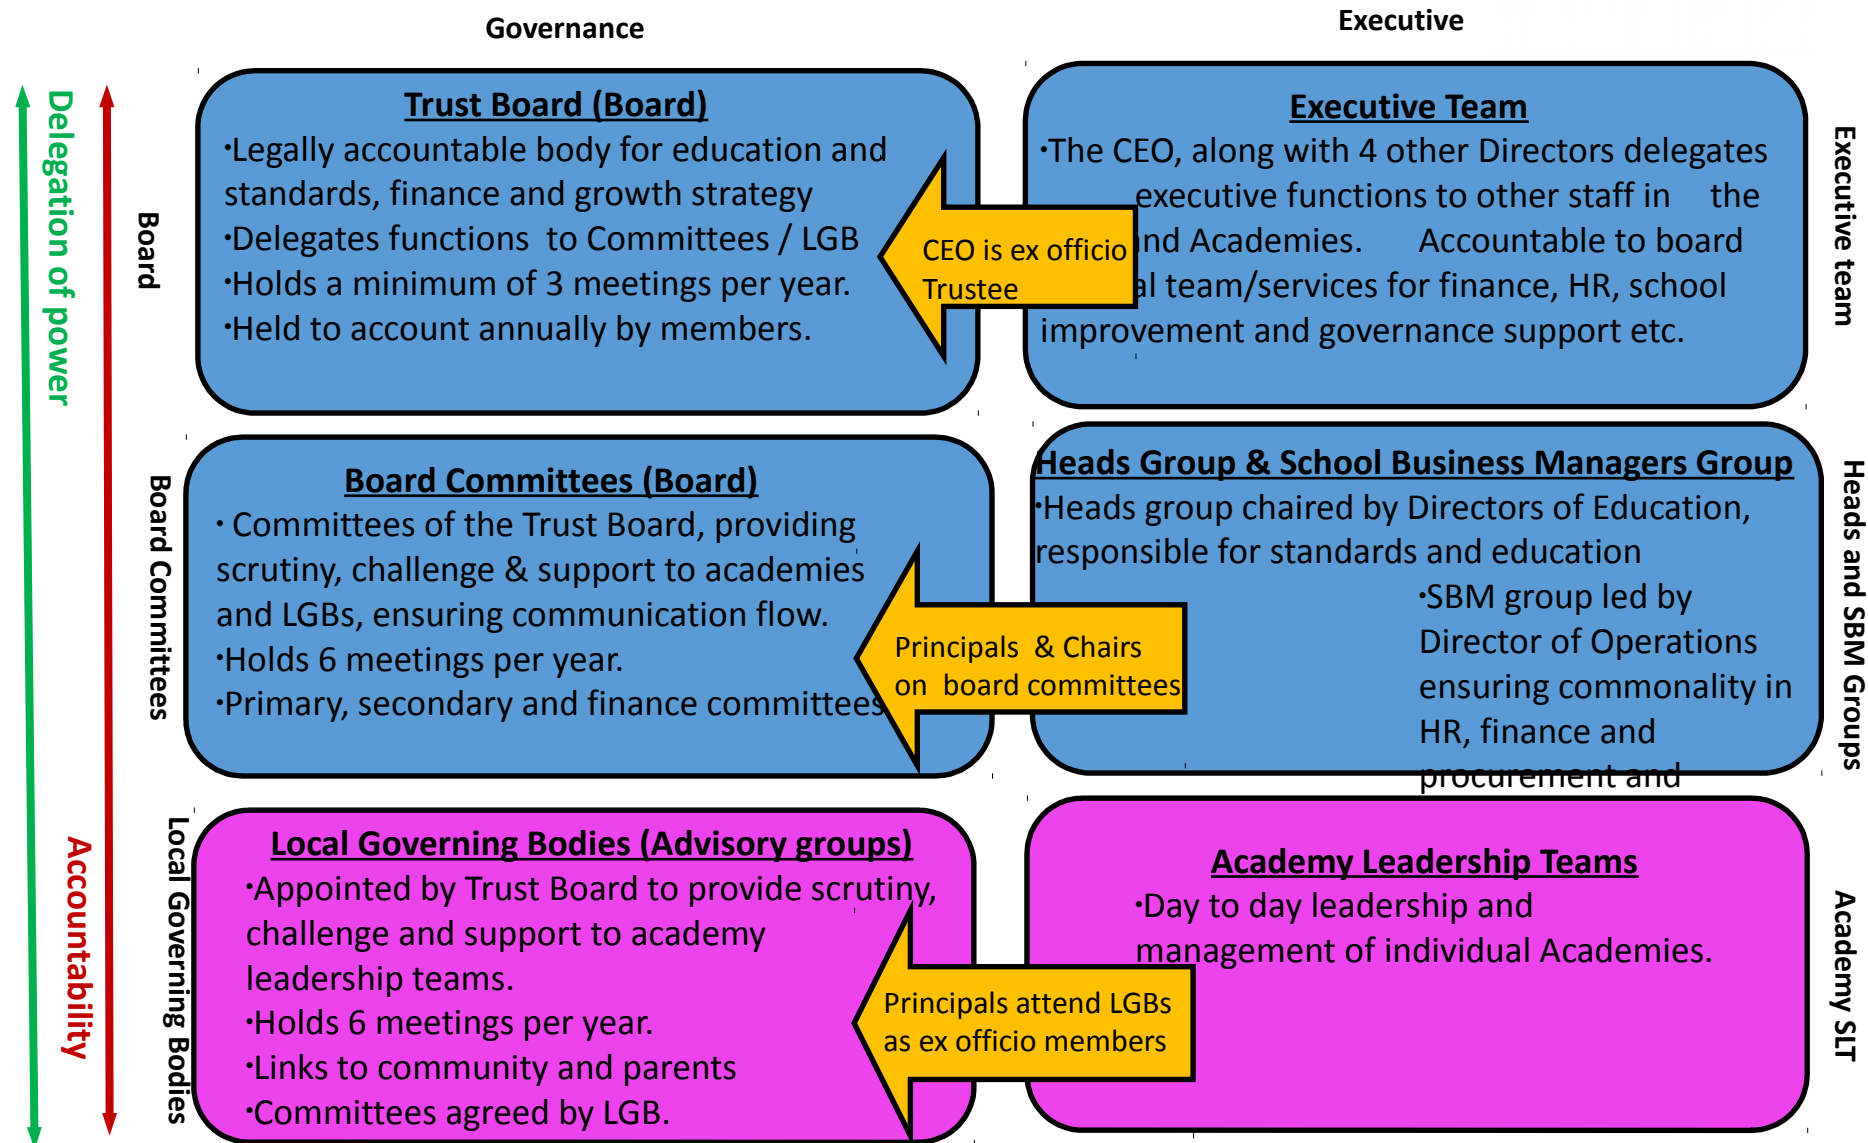 Governance
Executive
Delegation of power
Accountability
Board
Trust Board (Board)
·Legally accountable body for education and
standards, finance and growth strategy
·Delegates functions to Committees / LGB
·Holds a minimum of 3 meetings per year.
·Held to account annually by members.
CEO is ex officio
Trustee
Executive Team
·The CEO, along with 4 other Directors delegates
executive functions to other staff in the
and Academies. Accountable to board
team/services for finance, HR, school
improvement and governance support etc.
Executive team
Board Committees
Board Committees (Board)
· Committees of the Trust Board, providing
scrutiny, challenge & support to academies
and LGBs, ensuring communication flow.
·Holds 6 meetings per year.
·Primary, secondary and finance committees
Principals & Chairs
on board committees
Heads Group & School Business Managers Group
·Heads group chaired by Directors of Education,
responsible for standards and education
·SBM group led by
Director of Operations
ensuring commonality in
HR, finance and
procurement and
Heads and SBM Groups
Local Governing Bodies
Local Governing Bodies (Advisory groups)
·Appointed by Trust Board to provide scrutiny,
challenge and support to academy
leadership teams.
·Holds 6 meetings per year.
·Links to community and parents
·Committees agreed by LGB.
Principals attend LGBs
as ex officio members
Academy Leadership Teams
·Day to day leadership and
management of individual Academies.
Academy SLT